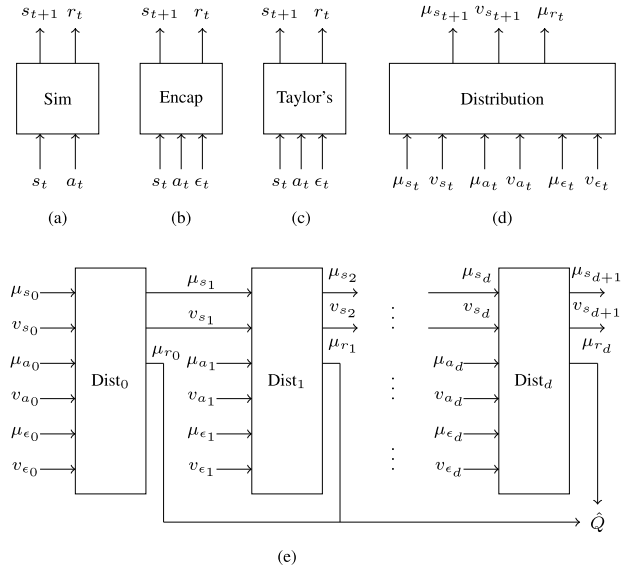 s_{t+1} r_t s_{t+1} r_t s_{t+1} r_t μ_{s_{t+1}} v_{s_{t+1}} μ_{r_t}
Sim Encap Taylor's Distribution
s_t a_t s_t a_t ϵ_t s_t a_t ϵ_t μ_{s_t} v_{s_t} μ_{a_t} v_{a_t} μ_{ϵ_t} v_{ϵ_t}
(a) (b) (c) (d)
μ_{s_0} μ_{s_1} μ_{s_2} μ_{s_d} μ_{s_{d+1}}
v_{s_0} v_{s_1} v_{s_2} v_{s_d} v_{s_{d+1}}
μ_{r_0} μ_{r_1} μ_{r_d}
μ_{a_0} μ_{a_1} μ_{a_d}
Dist_0 Dist_1 Dist_d
v_{a_0} v_{a_1} v_{a_d}
μ_{ϵ_0} μ_{ϵ_1} μ_{ϵ_d}
v_{ϵ_0} v_{ϵ_1} v_{ϵ_d}
Q̂
(e)